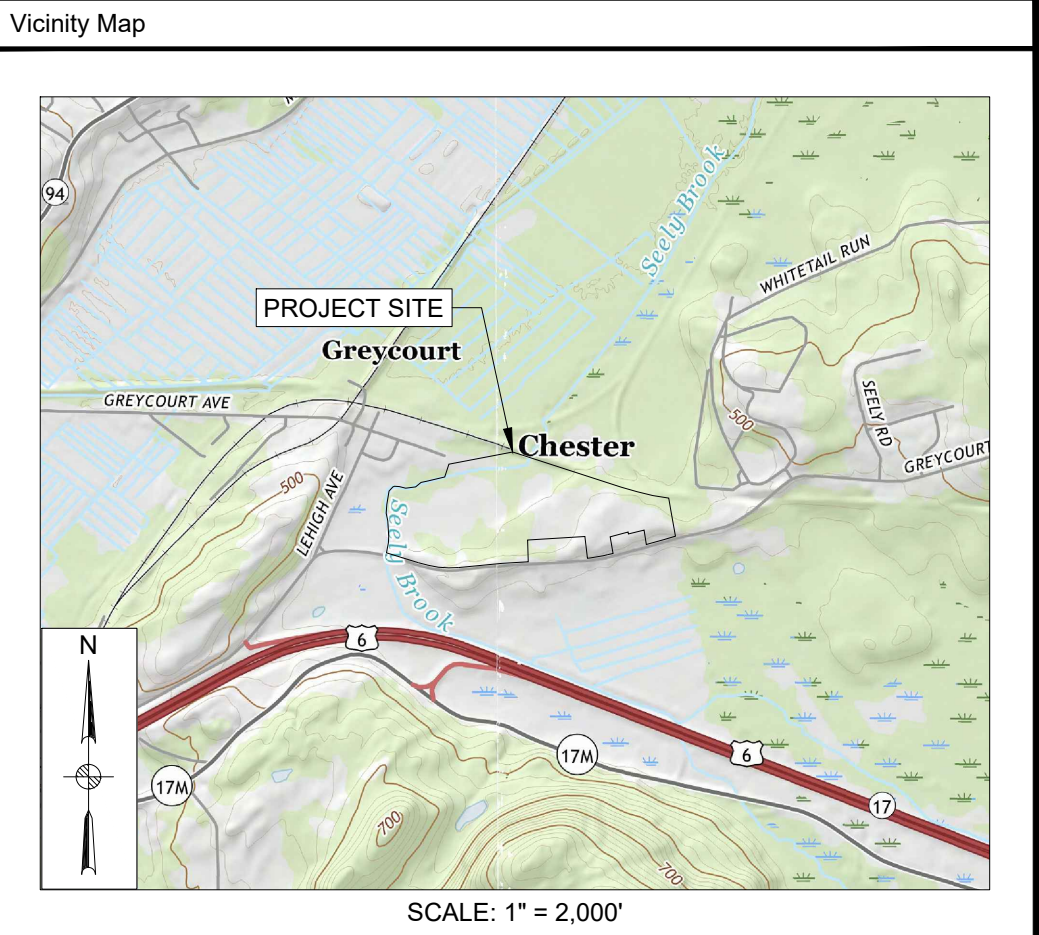 Vicinity Map
94
Seely Brook
WHITETAIL RUN
PROJECT SITE
Greycourt
GREYCOURT AVE
500
SEELY RD
Chester
GREYCOURT
500
LEHIGH AVE
Seely Brook
N
6
17M
6
17M
17
700
700
SCALE: 1" = 2,000'